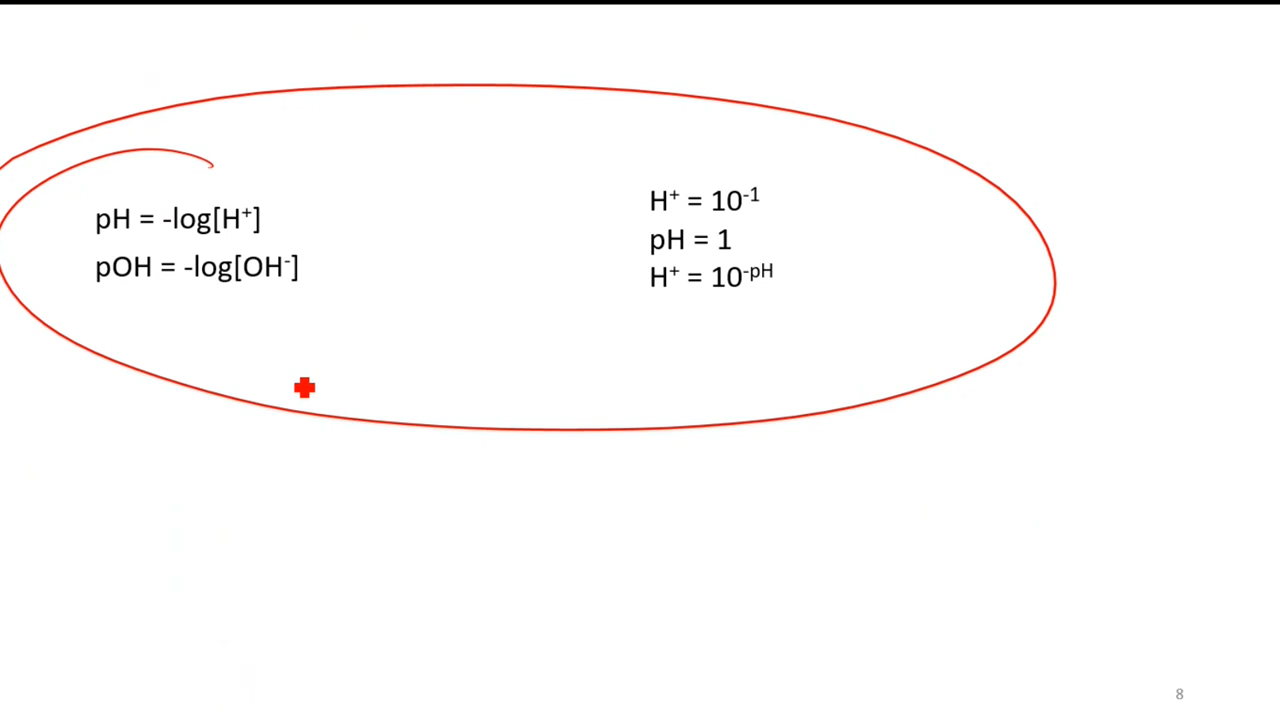 pH = -log[H⁺]
pOH = -log[OH⁻]
H⁺ = 10⁻¹
pH = 1
H⁺ = 10^-pH
8